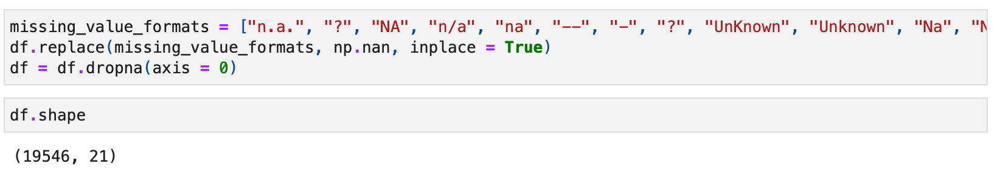 missing_value_formats = ["n.a.", "?", "NA", "n/a", "na", "--", "-", "?", "UnKnown", "Unknown", "Na", "N
df.replace(missing_value_formats, np.nan, inplace = True)
df = df.dropna(axis = 0)
df.shape
(19546, 21)